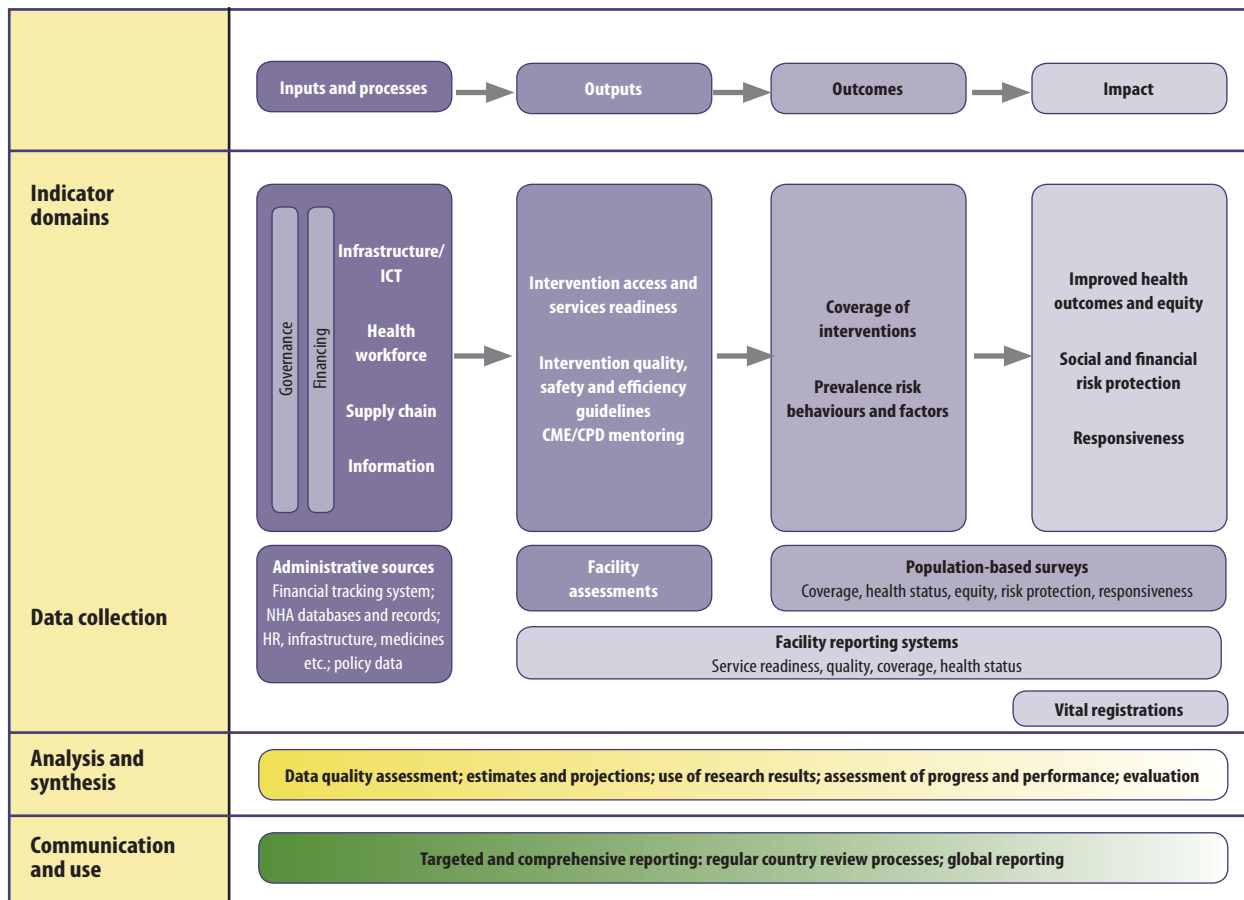 Inputs and processes
Outputs
Outcomes
Impact
Indicator
domains
Governance
Financing
Infrastructure/
ICT
Health
workforce
Supply chain
Information
Intervention access and
services readiness
Intervention quality,
safety and efficiency
guidelines
CME/CPD mentoring
Coverage of
interventions
Prevalence risk
behaviours and factors
Improved health
outcomes and equity
Social and financial
risk protection
Responsiveness
Data collection
Administrative sources
Financial tracking system;
NHA databases and records;
HR, infrastructure, medicines
etc.; policy data
Facility
assessments
Population-based surveys
Coverage, health status, equity, risk protection, responsiveness
Facility reporting systems
Service readiness, quality, coverage, health status
Vital registrations
Analysis and
synthesis
Data quality assessment; estimates and projections; use of research results; assessment of progress and performance; evaluation
Communication
and use
Targeted and comprehensive reporting: regular country review processes; global reporting